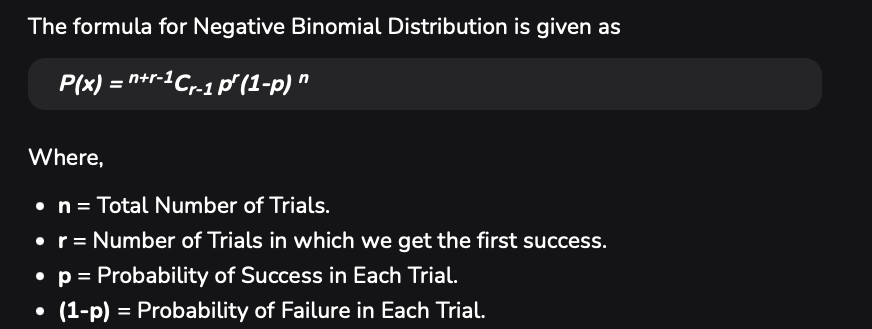 The formula for Negative Binomial Distribution is given as
P(x) = ⁿ⁺ʳ⁻¹Cᵣ₋₁ pʳ(1-p) ⁿ
Where,
• n = Total Number of Trials.
• r = Number of Trials in which we get the first success.
• p = Probability of Success in Each Trial.
• (1-p) = Probability of Failure in Each Trial.